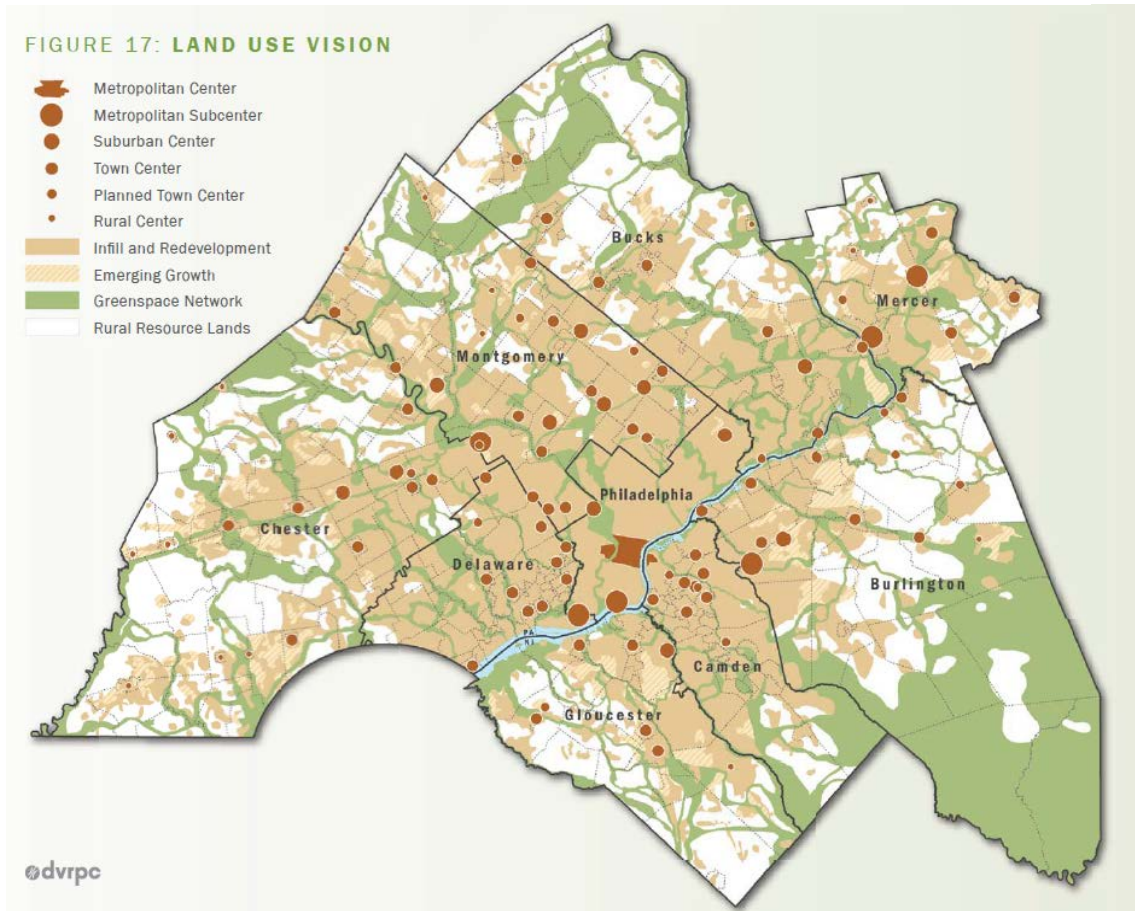 FIGURE 17: LAND USE VISION
Metropolitan Center
Metropolitan Subcenter
Suburban Center
Town Center
Planned Town Center
Rural Center
Infill and Redevelopment
Emerging Growth
Greenspace Network
Rural Resource Lands
Bucks
Mercer
Montgomery
Philadelphia
Chester
Delaware
Burlington
PA
NJ
Camden
Gloucester
dvrpc